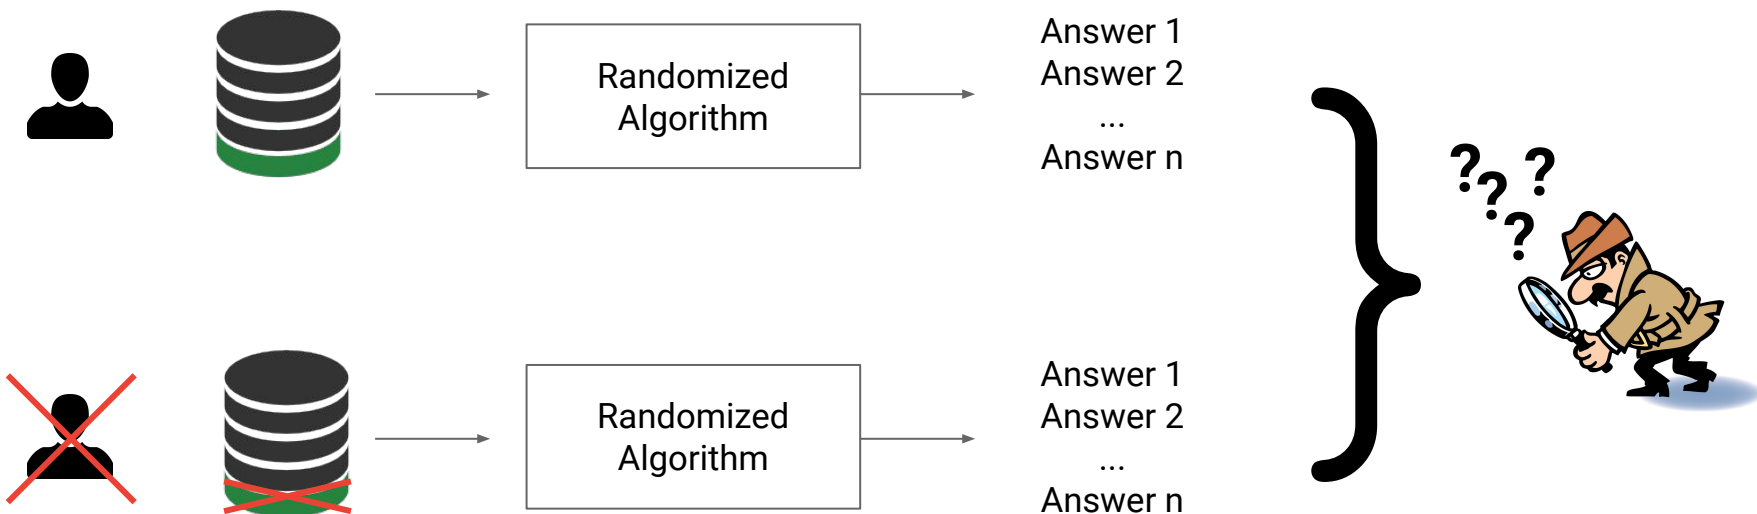 Randomized
Algorithm
Answer 1
Answer 2
...
Answer n
? ? ? ?
Randomized
Algorithm
Answer 1
Answer 2
...
Answer n